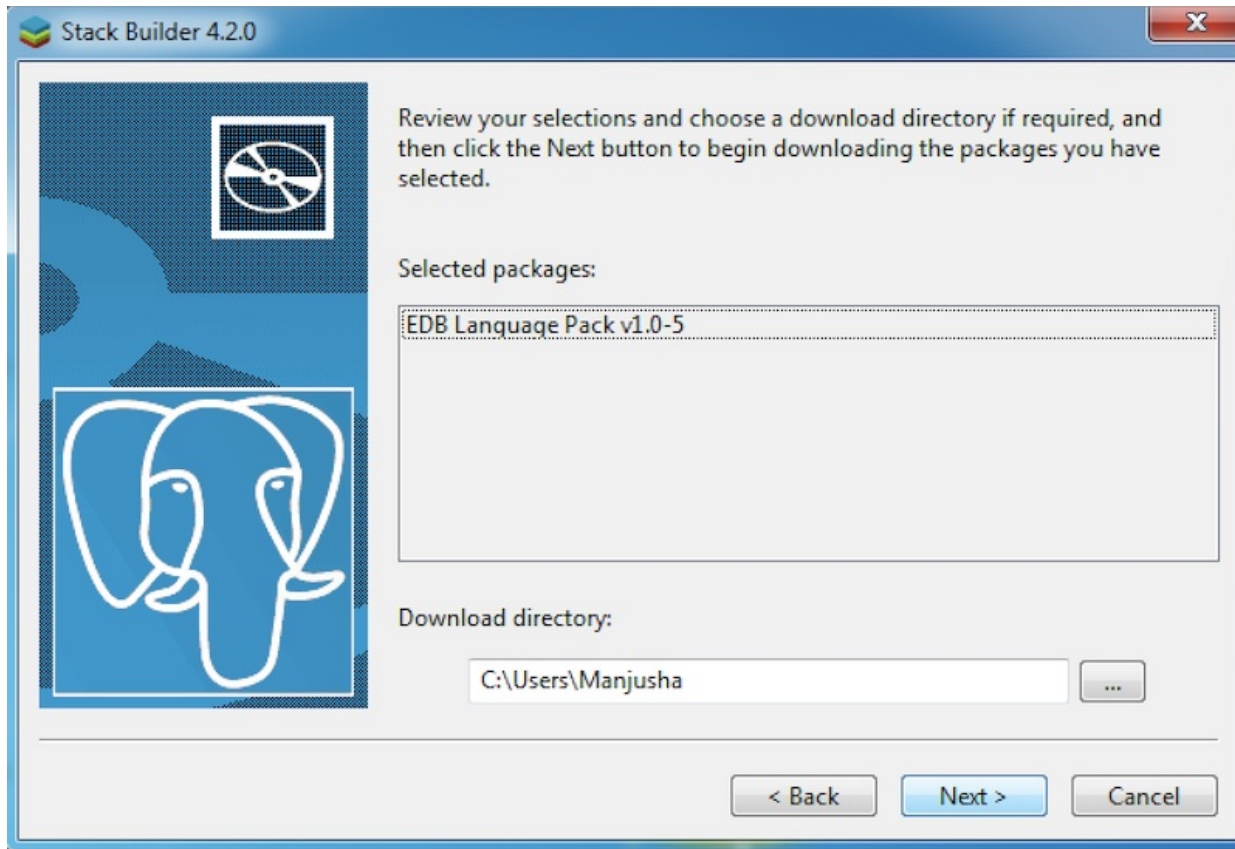 Stack Builder 4.2.0
Review your selections and choose a download directory if required, and
then click the Next button to begin downloading the packages you have
selected.
Selected packages:
EDB Language Pack v1.0-5
Download directory:
C:\Users\Manjusha
...
< Back
Next >
Cancel